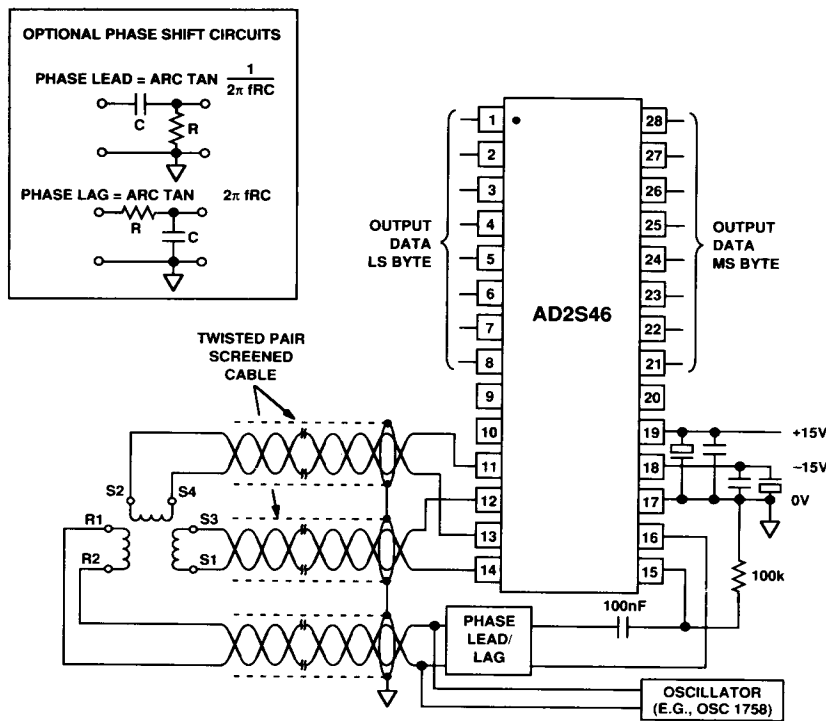 OPTIONAL PHASE SHIFT CIRCUITS
PHASE LEAD = ARC TAN 1
2π fRC
C
R
PHASE LAG = ARC TAN 2π fRC
R
C
OUTPUT
DATA
LS BYTE
1
2
3
4
5
6
7
8
9
10
11
12
13
14
AD2S46
28
27
26
25
24
23
22
21
20
19
18
17
16
15
OUTPUT
DATA
MS BYTE
+15V
–15V
0V
100k
100nF
TWISTED PAIR
SCREENED
CABLE
S2
S4
R1
R2
S3
S1
PHASE
LEAD/
LAG
OSCILLATOR
(E.G., OSC 1758)